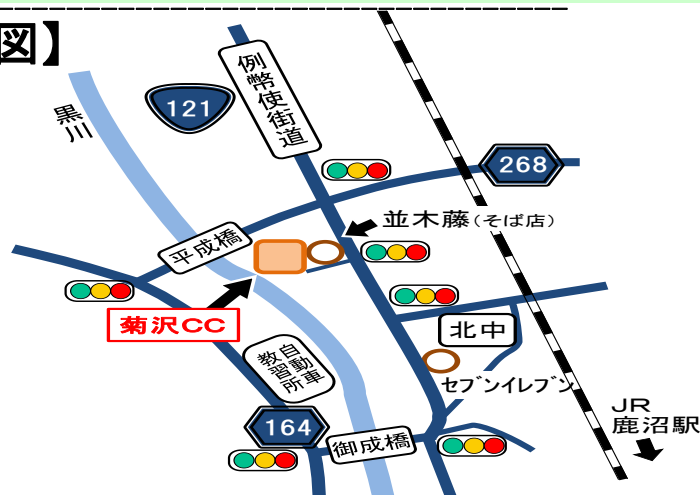 図】
例幣使街道
121
黒川
268
並木藤(そば店)
平成橋
菊沢CC
北中
自動車
教習所
セブンイレブン
JR
鹿沼駅
164
御成橋